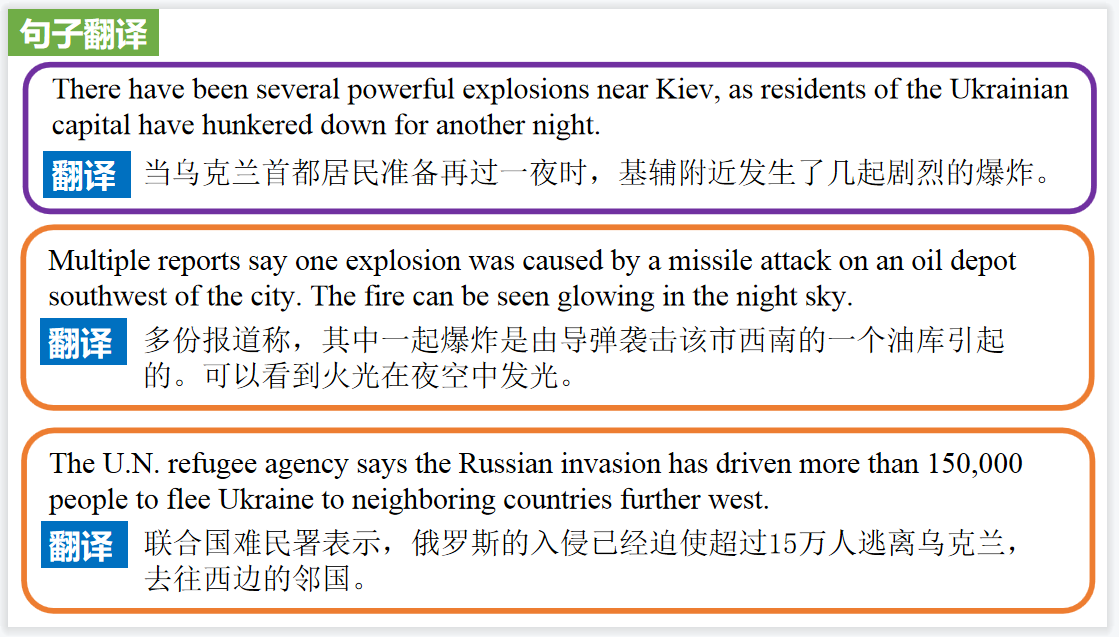 句子翻译
There have been several powerful explosions near Kiev, as residents of the Ukrainian
capital have hunkered down for another night.
翻译 当乌克兰首都居民准备再过一夜时，基辅附近发生了几起剧烈的爆炸。
Multiple reports say one explosion was caused by a missile attack on an oil depot
southwest of the city. The fire can be seen glowing in the night sky.
翻译 多份报道称，其中一起爆炸是由导弹袭击该市西南的一个油库引起
的。可以看到火光在夜空中发光。
The U.N. refugee agency says the Russian invasion has driven more than 150,000
people to flee Ukraine to neighboring countries further west.
翻译 联合国难民署表示，俄罗斯的入侵已经迫使超过15万人逃离乌克兰，
去往西边的邻国。